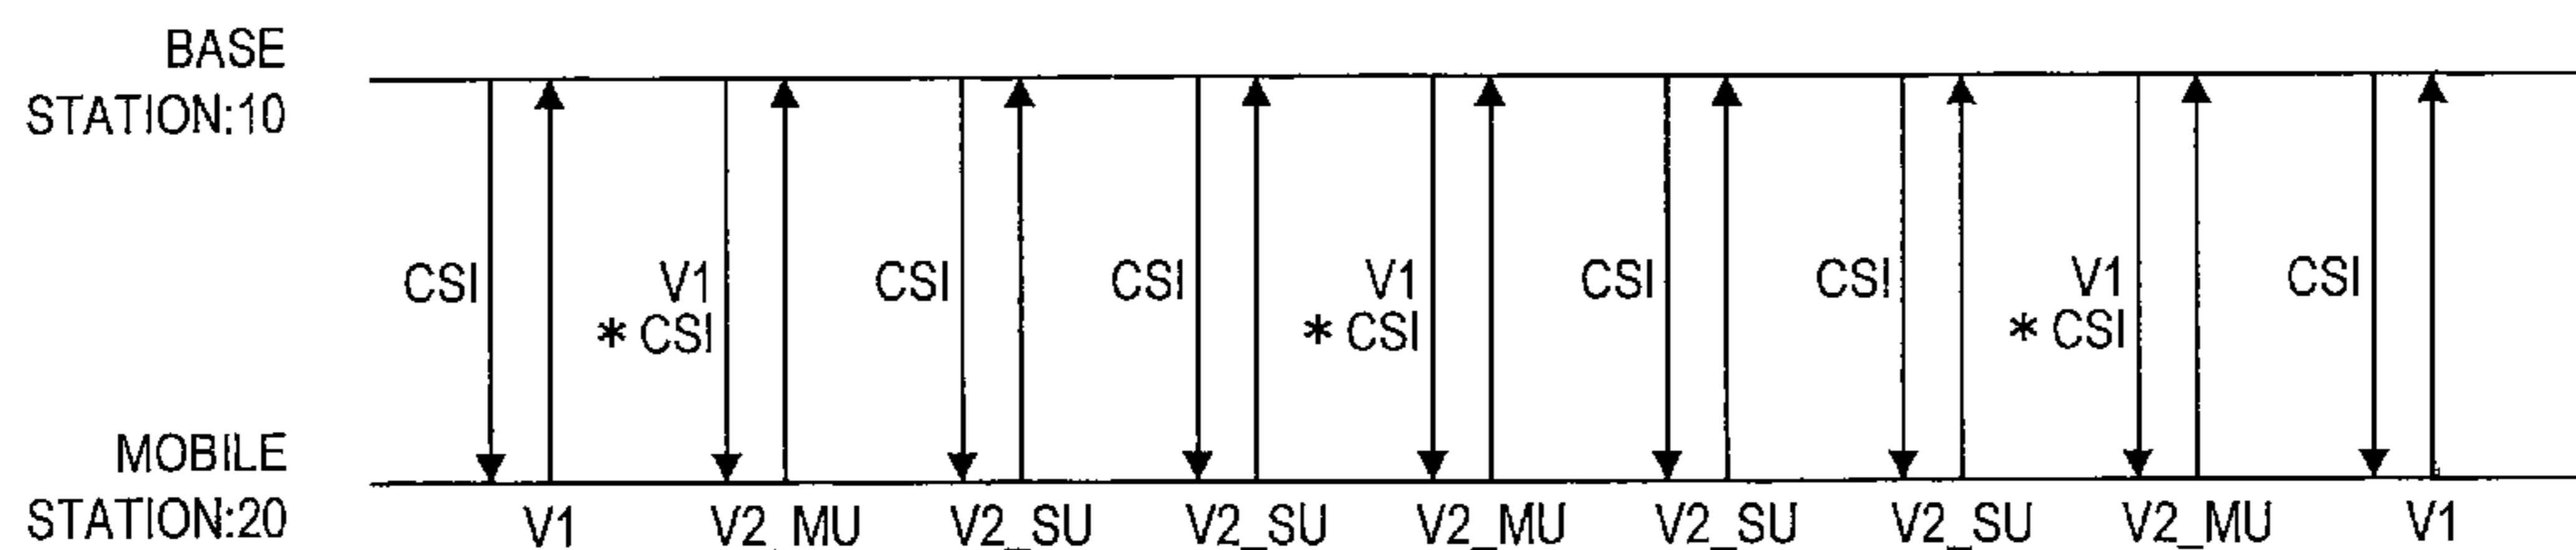 BASE
STATION:10
CSI
V1
* CSI
CSI
CSI
V1
* CSI
CSI
CSI
V1
* CSI
CSI
MOBILE
STATION:20
V1
V2_MU
V2_SU
V2_SU
V2_MU
V2_SU
V2_SU
V2_MU
V1